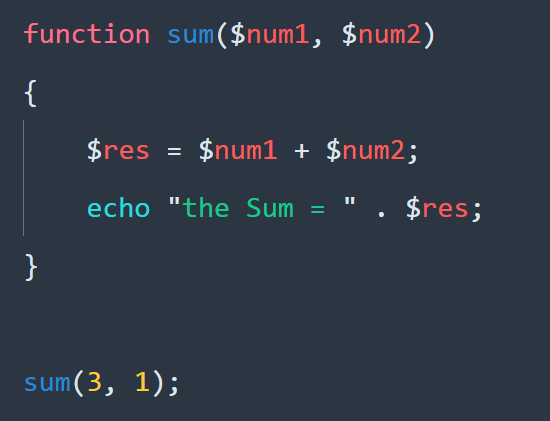 function sum($num1, $num2)
{
    $res = $num1 + $num2;
    echo "the Sum = " . $res;
}
sum(3, 1);